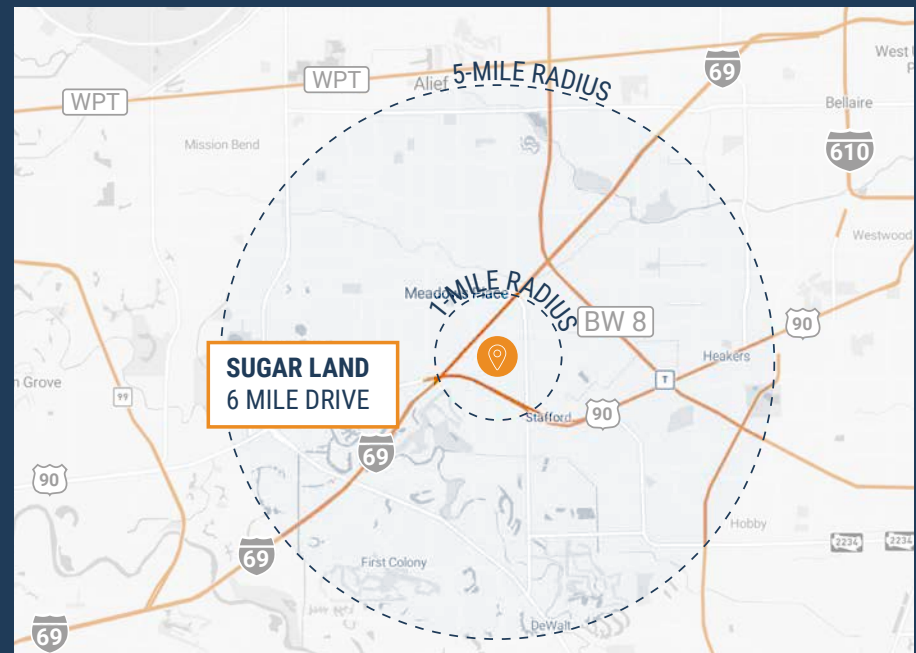 West
WPT
Alief
5-MILE RADIUS
69
WPT
Bellaire
Mission Bend
610
Westwood
1-MILE RADIUS
BW 8
90
Heakers
SUGAR LAND
6 MILE DRIVE
T
n Grove
99
90
Stafford
69
90
Hobby
2234
2234
69
First Colony
DeWalt
69